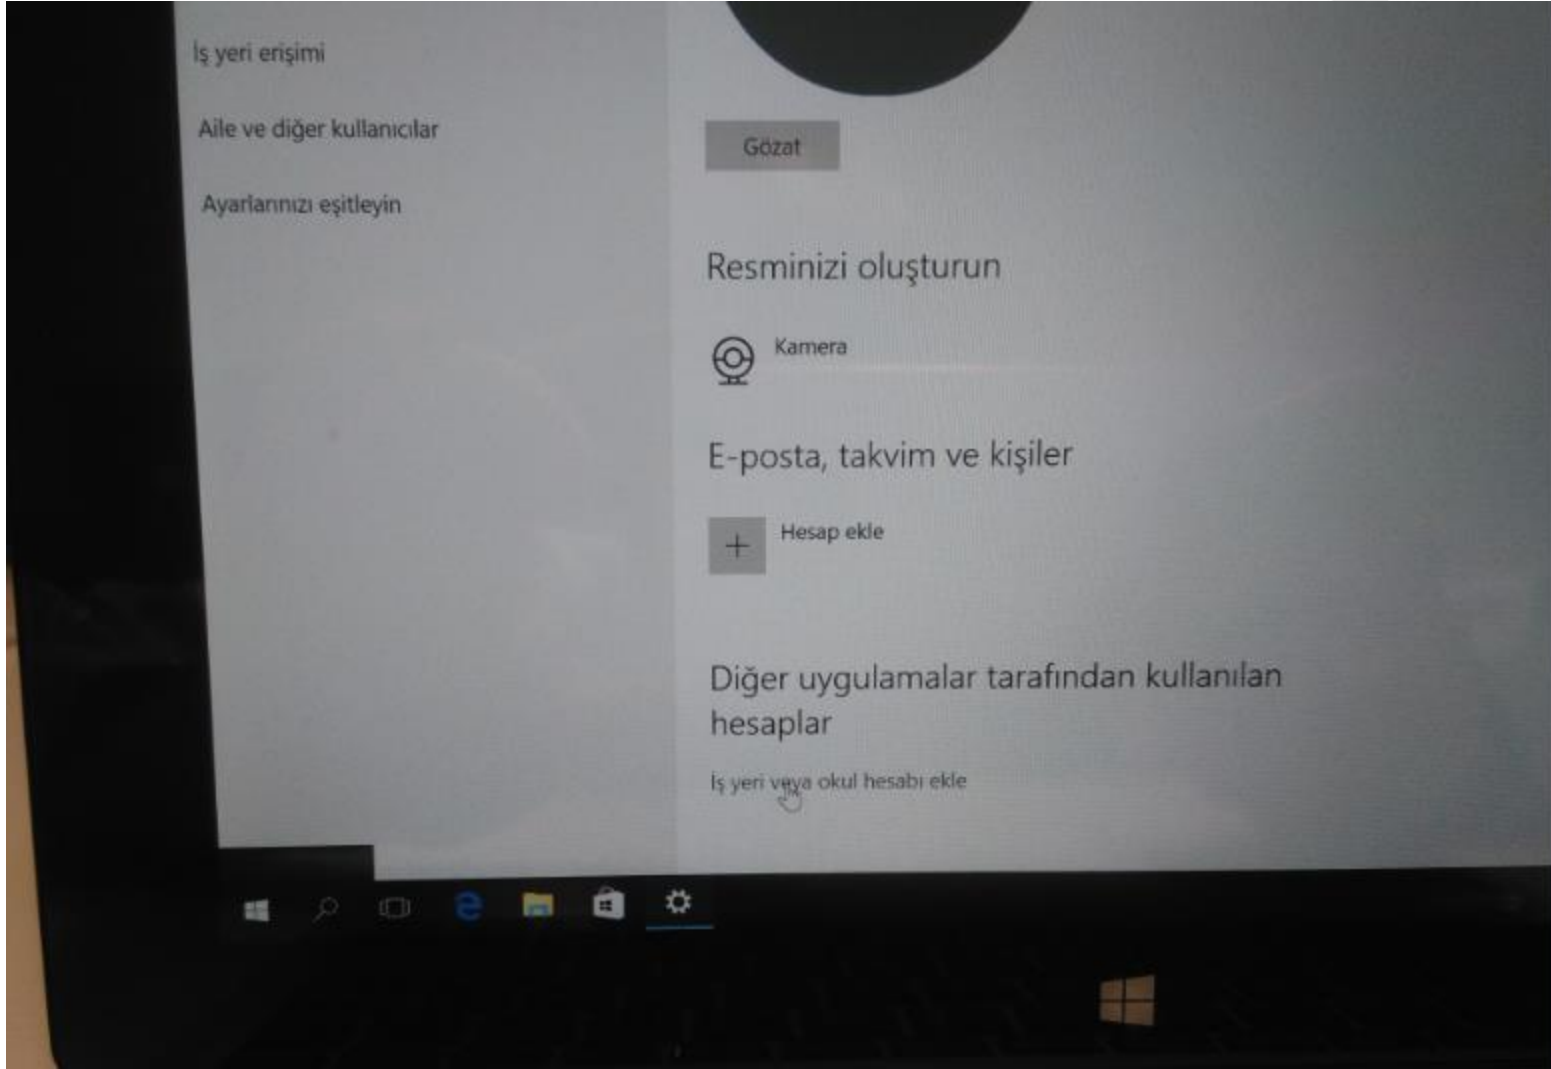 İş yeri erişimi
Aile ve diğer kullanıcılar
Ayarlarınızı eşitleyin
Gözat
Resminizi oluşturun
Kamera
E-posta, takvim ve kişiler
Hesap ekle
Diğer uygulamalar tarafından kullanılan
hesaplar
İş yeri veya okul hesabı ekle